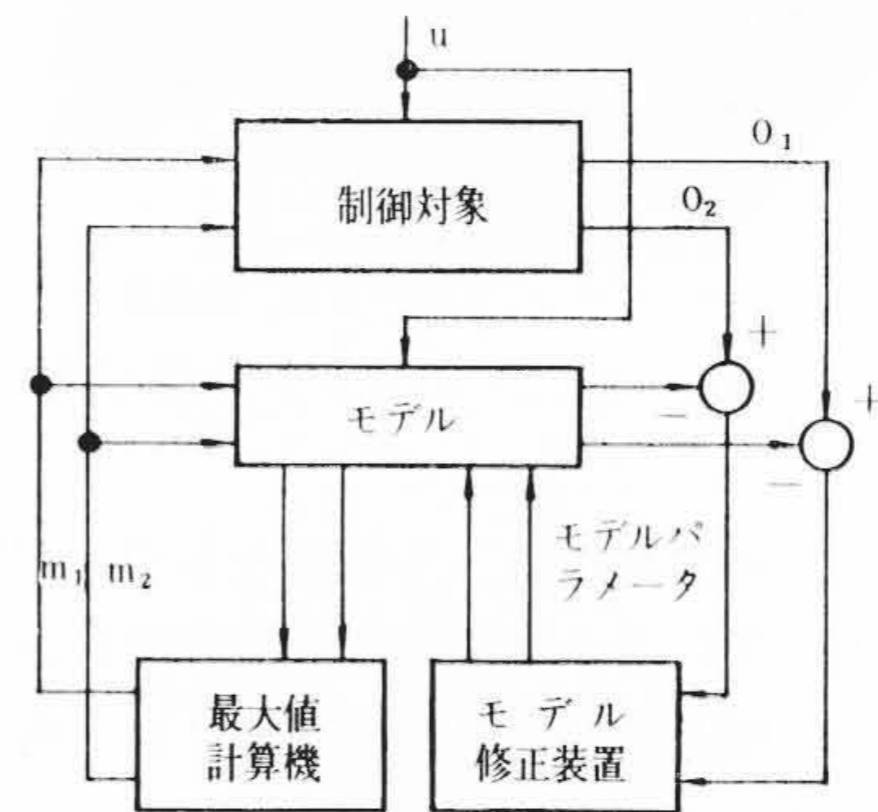 u
O₁
制御対象
O₂
+
+
モデル
−
−
モデルパ
ラメータ
m₁ m₂
最大値
計算機
モデル
修正装置